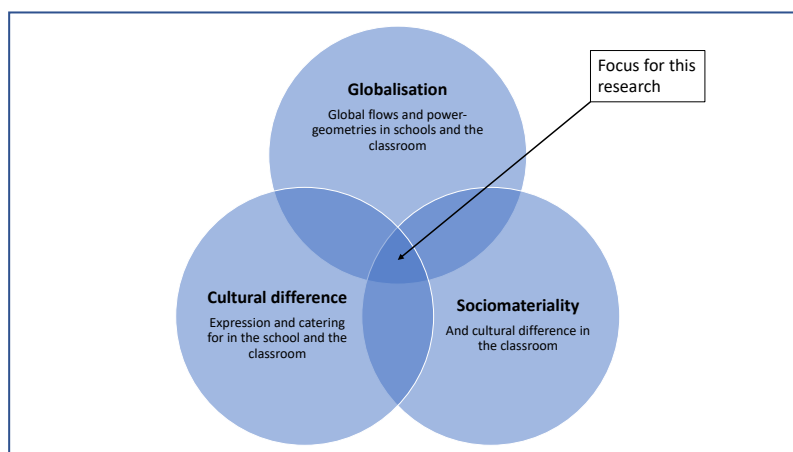 Focus for this
research
Globalisation
Global flows and power-
geometries in schools and the
classroom
Cultural difference
Expression and catering
for in the school and the
classroom
Sociomateriality
And cultural difference in
the classroom